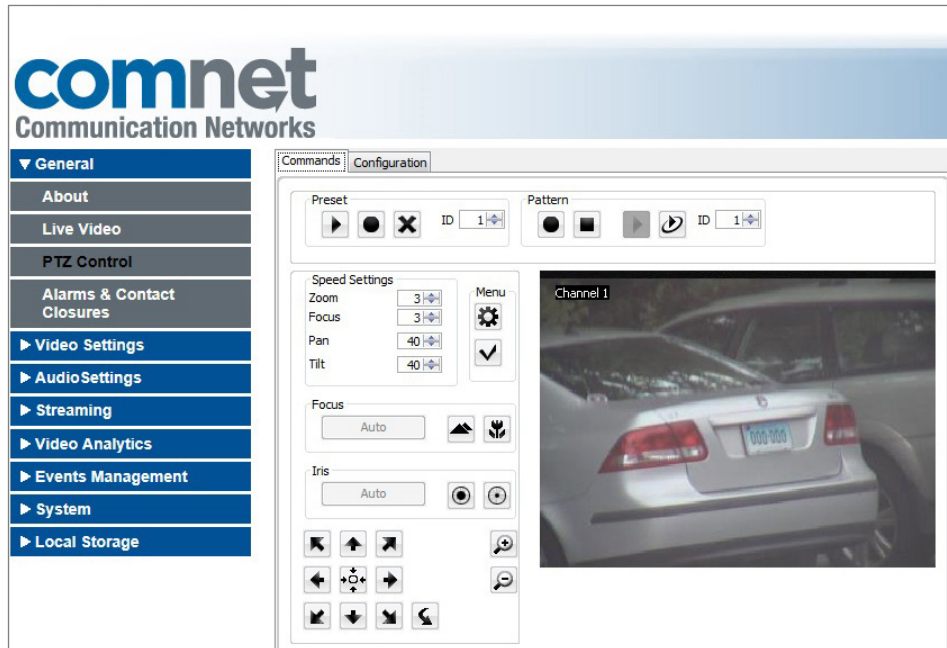 comnet
Communication Networks
General
About
Live Video
PTZ Control
Alarms & Contact
Closures
Video Settings
AudioSettings
Streaming
Video Analytics
Events Management
System
Local Storage
Commands
Configuration
Preset
ID 1
Pattern
ID 1
Speed Settings
Zoom 3
Focus 3
Pan 40
Tilt 40
Menu
Focus
Auto
Iris
Auto
Channel 1
000·000